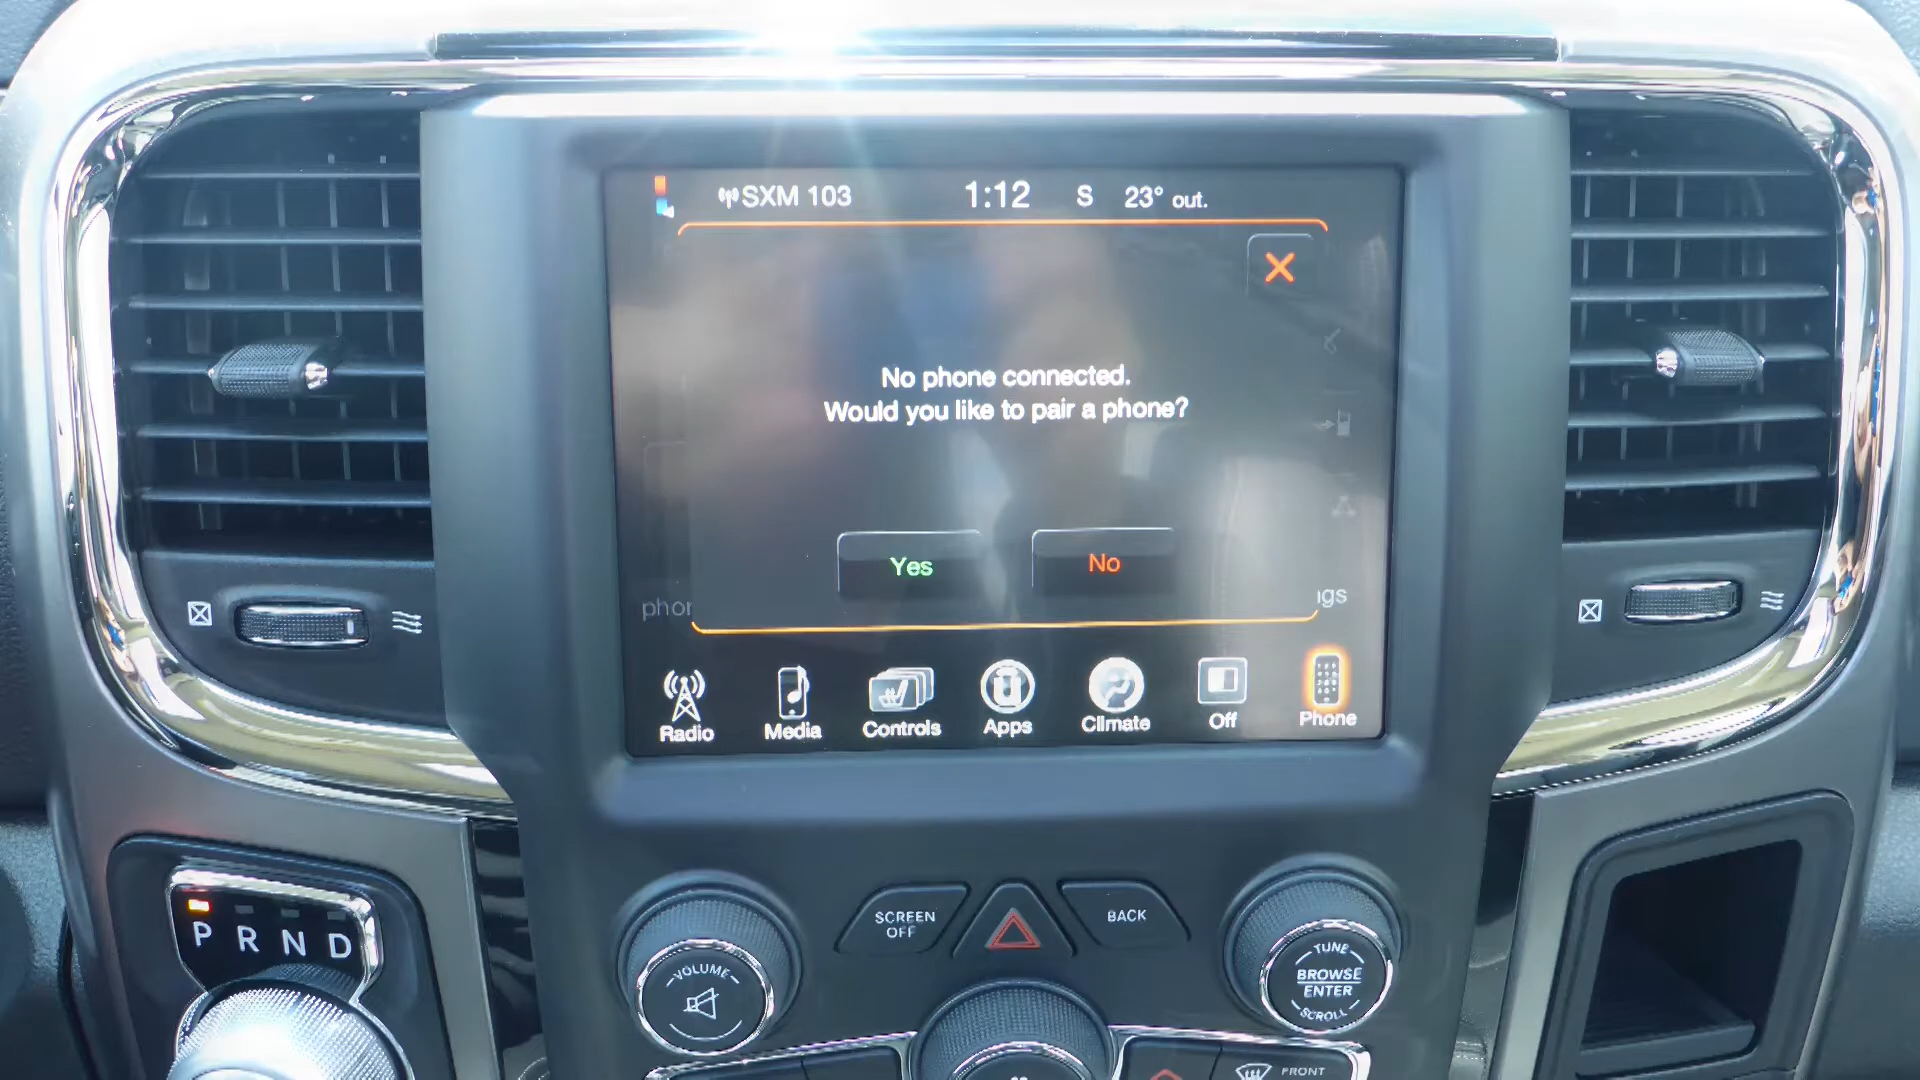 SXM 103 1:12 S 23° out.
No phone connected.
Would you like to pair a phone?
Yes No
phor ngs
Radio Media Controls Apps Climate Off Phone
P R N D
SCREEN
OFF
BACK
VOLUME
TUNE
BROWSE
ENTER
SCROLL
FRONT